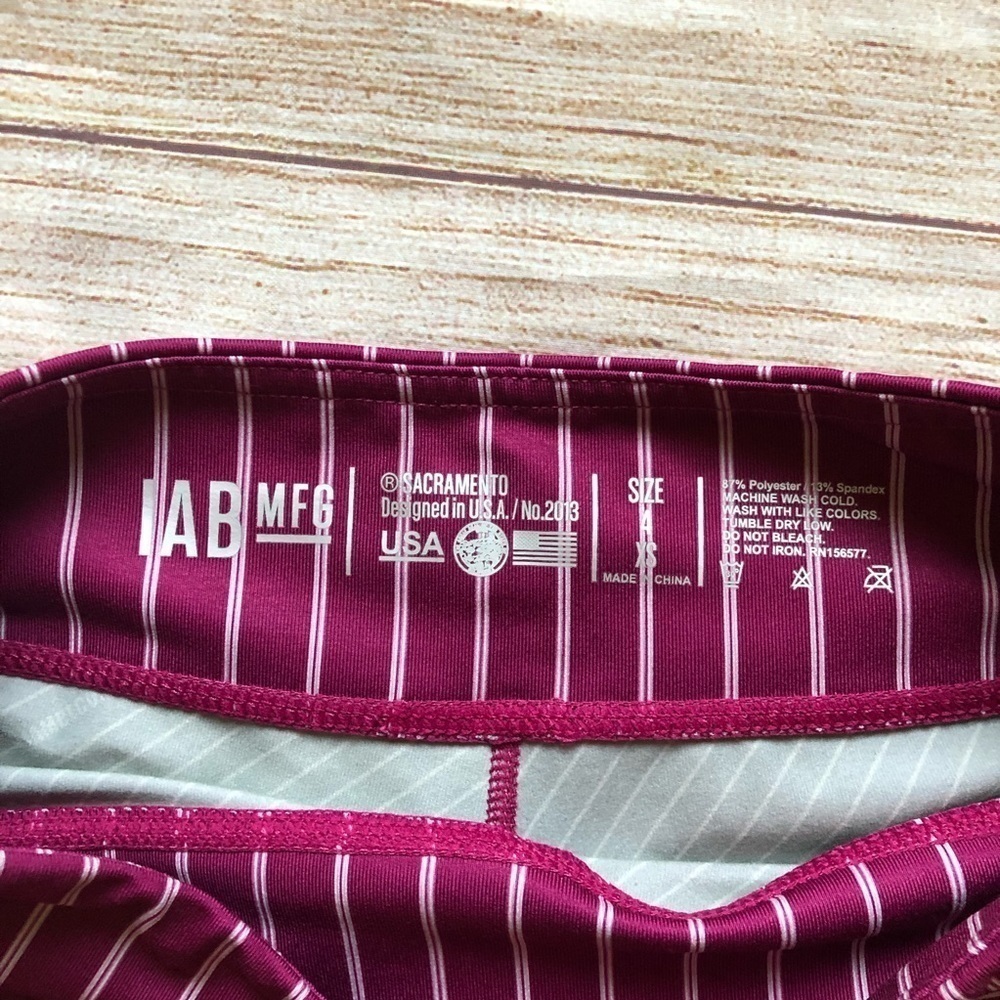 IAB MFG
® SACRAMENTO
Designed in U.S.A. / No.2013
USA
SIZE
4
XS
MADE IN CHINA
87% Polyester / 13% Spandex
MACHINE WASH COLD.
WASH WITH LIKE COLORS.
TUMBLE DRY LOW.
DO NOT BLEACH.
DO NOT IRON. RN156577.